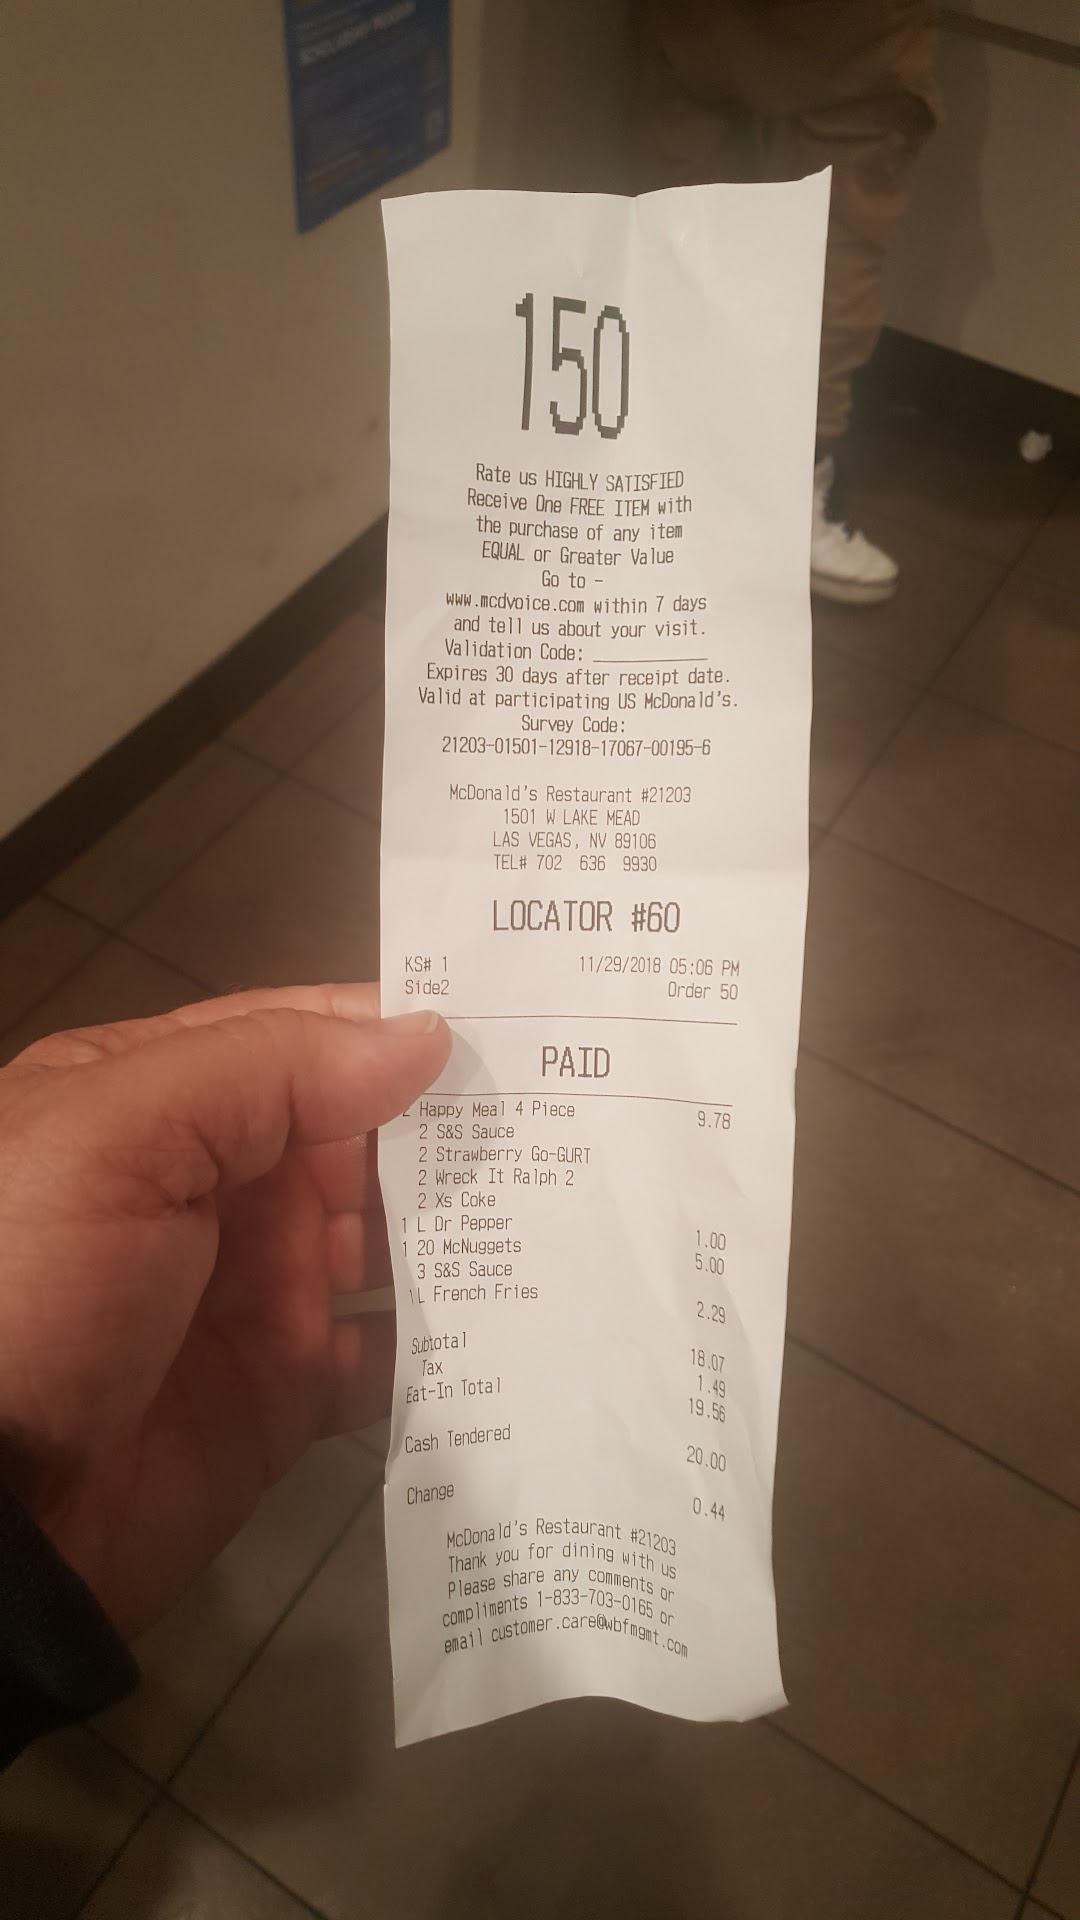 SCHOLARSHIP PROGRAM
150
Rate us HIGHLY SATISFIED
Receive One FREE ITEM with
the purchase of any item
EQUAL or Greater Value
Go to -
www.mcdvoice.com within 7 days
and tell us about your visit.
Validation Code: __________
Expires 30 days after receipt date.
Valid at participating US McDonald's.
Survey Code:
21203-01501-12918-17067-00195-6
McDonald's Restaurant #21203
1501 W LAKE MEAD
LAS VEGAS, NV 89106
TEL# 702 636 9930
LOCATOR #60
KS# 1 11/29/2018 05:06 PM
Side2 Order 50
PAID
2 Happy Meal 4 Piece 9.78
2 S&S Sauce
2 Strawberry Go-GURT
2 Wreck It Ralph 2
2 Xs Coke
1 L Dr Pepper 1.00
1 20 McNuggets 5.00
3 S&S Sauce
1 L French Fries 2.29
Subtotal 18.07
Tax 1.49
Eat-In Total 19.56
Cash Tendered 20.00
Change 0.44
McDonald's Restaurant #21203
Thank you for dining with us
Please share any comments or
compliments 1-833-703-0165 or
email customer.care@wbfmgmt.com